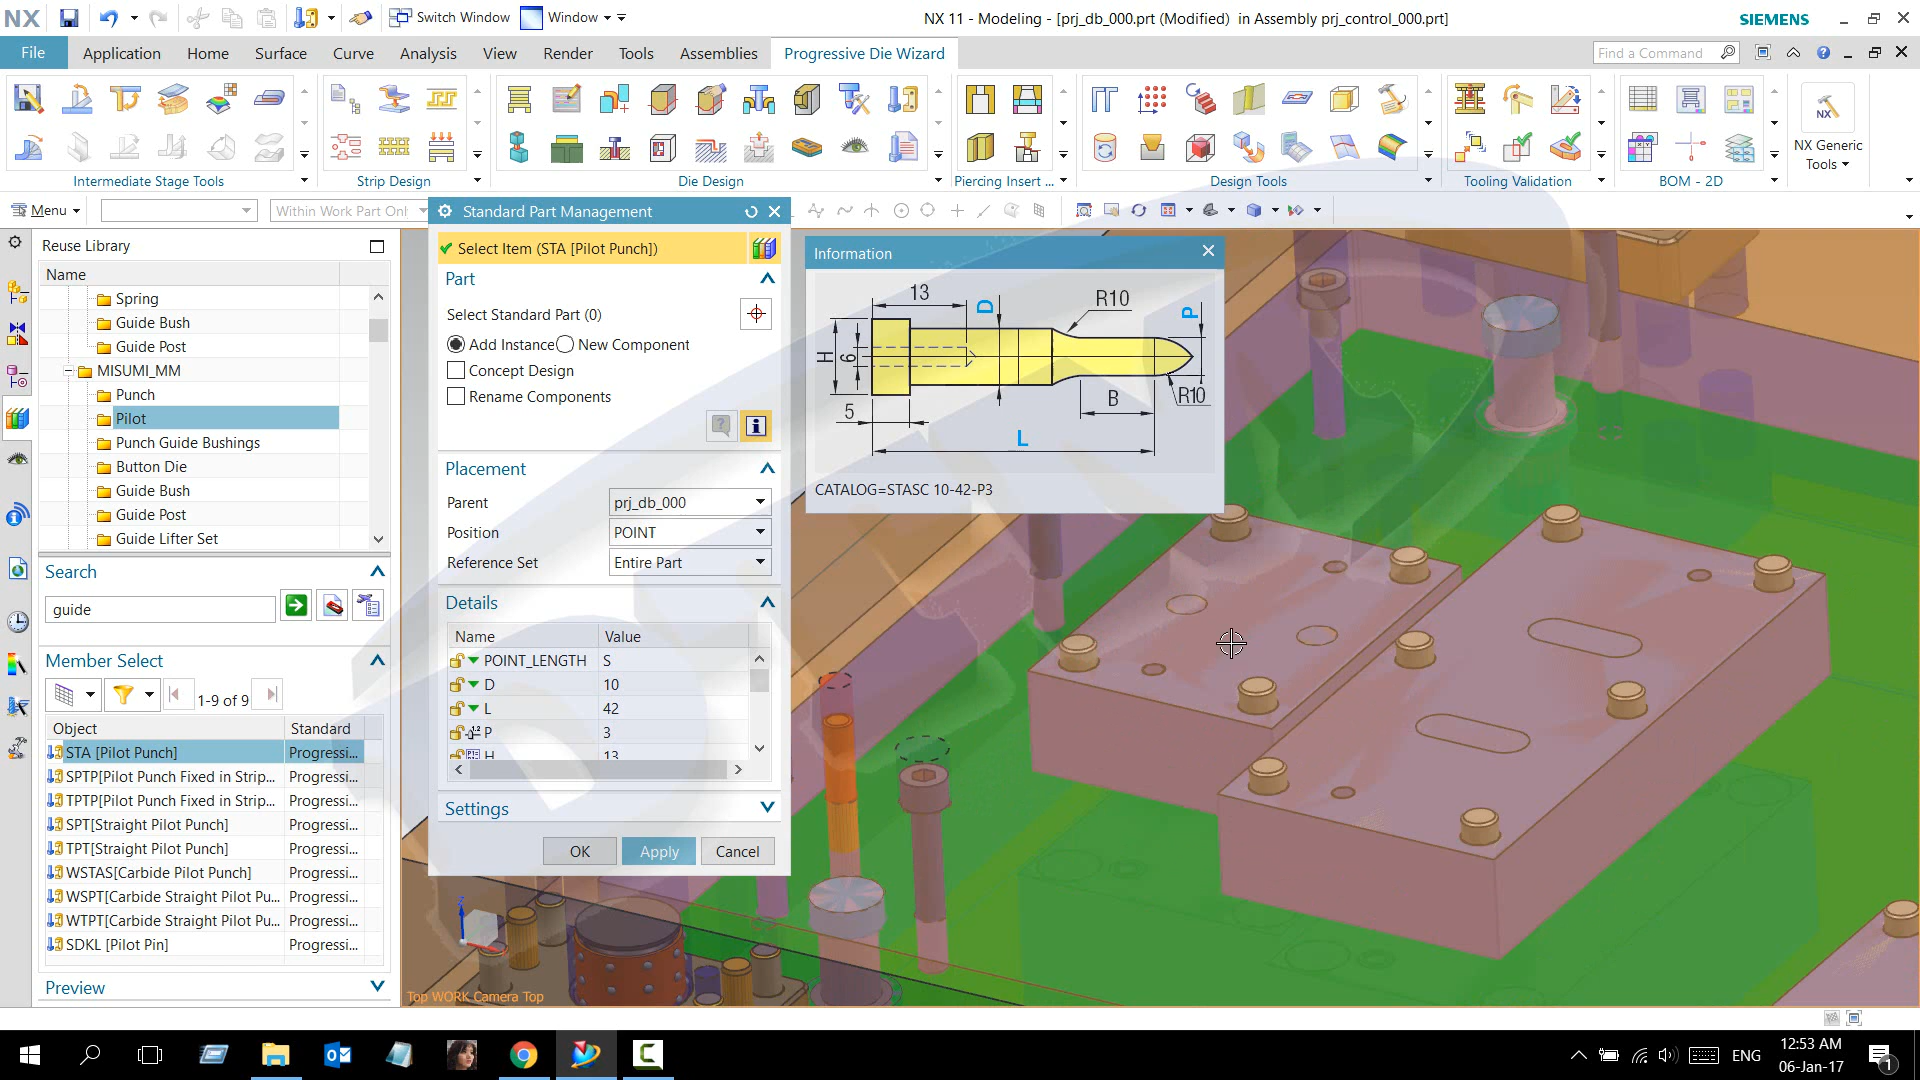 NX
Switch Window
Window
NX 11 - Modeling - [prj_db_000.prt (Modified) in Assembly prj_control_000.prt]
SIEMENS
File
Application
Home
Surface
Curve
Analysis
View
Render
Tools
Assemblies
Progressive Die Wizard
Find a Command
Intermediate Stage Tools
Strip Design
Die Design
Piercing Insert ...
Design Tools
Tooling Validation
BOM - 2D
NX
NX Generic
Tools
Menu
Within Work Part Onl
Reuse Library
Name
Spring
Guide Bush
Guide Post
MISUMI_MM
Punch
Pilot
Punch Guide Bushings
Button Die
Guide Bush
Guide Post
Guide Lifter Set
Search
guide
Member Select
1-9 of 9
Object
Standard
STA [Pilot Punch]
Progressi...
SPTP[Pilot Punch Fixed in Strip...
Progressi...
TPTP[Pilot Punch Fixed in Strip...
Progressi...
SPT[Straight Pilot Punch]
Progressi...
TPT[Straight Pilot Punch]
Progressi...
WSTAS[Carbide Pilot Punch]
Progressi...
WSPT[Carbide Straight Pilot Pu...
Progressi...
WTPT[Carbide Straight Pilot Pu...
Progressi...
SDKL [Pilot Pin]
Progressi...
Preview
Standard Part Management
Select Item (STA [Pilot Punch])
Part
Select Standard Part (0)
Add Instance
New Component
Concept Design
Rename Components
Placement
Parent
prj_db_000
Position
POINT
Reference Set
Entire Part
Details
Name
Value
POINT_LENGTH
S
D
10
L
42
P
3
H
13
Settings
OK
Apply
Cancel
Information
13
D
R10
P
H
6
5
B
R10
L
CATALOG=STASC 10-42-P3
Top WORK Camera Top
ENG
12:53 AM
06-Jan-17
1